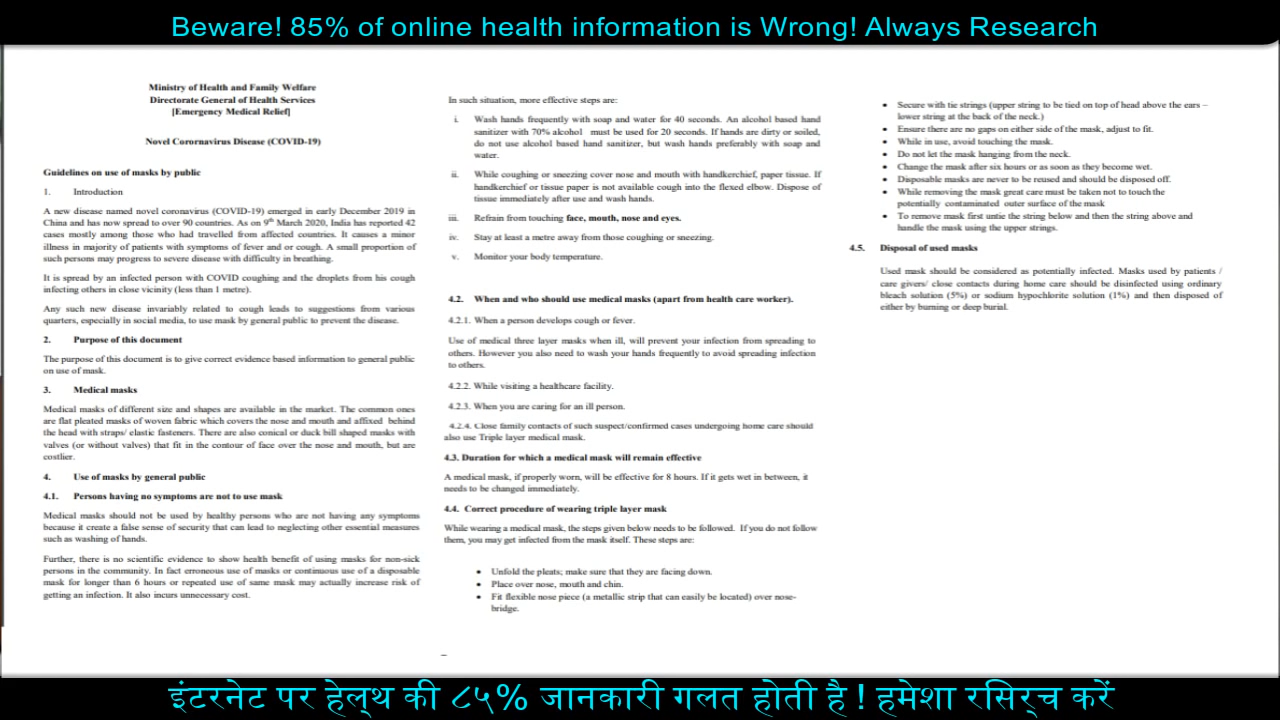 Beware! 85% of online health information is Wrong! Always Research
Ministry of Health and Family Welfare
Directorate General of Health Services
[Emergency Medical Relief]
Novel Corornavirus Disease (COVID-19)
Guidelines on use of masks by public
1. Introduction
A new disease named novel coronavirus (COVID-19) emerged in early December 2019 in
China and has now spread to over 90 countries. As on 9th March 2020, India has reported 42
cases mostly among those who had travelled from affected countries. It causes a minor
illness in majority of patients with symptoms of fever and or cough. A small proportion of
such persons may progress to severe disease with difficulty in breathing.
It is spread by an infected person with COVID coughing and the droplets from his cough
infecting others in close vicinity (less than 1 metre).
Any such new disease invariably related to cough leads to suggestions from various
quarters, especially in social media, to use mask by general public to prevent the disease.
2. Purpose of this document
The purpose of this document is to give correct evidence based information to general public
on use of mask.
3. Medical masks
Medical masks of different size and shapes are available in the market. The common ones
are flat pleated masks of woven fabric which covers the nose and mouth and affixed behind
the head with straps/ elastic fasteners. There are also conical or duck bill shaped masks with
valves (or without valves) that fit in the contour of face over the nose and mouth, but are
costlier.
4. Use of masks by general public
4.1. Persons having no symptoms are not to use mask
Medical masks should not be used by healthy persons who are not having any symptoms
because it create a false sense of security that can lead to neglecting other essential measures
such as washing of hands.
Further, there is no scientific evidence to show health benefit of using masks for non-sick
persons in the community. In fact erroneous use of masks or continuous use of a disposable
mask for longer than 6 hours or repeated use of same mask may actually increase risk of
getting an infection. It also incurs unnecessary cost.
In such situation, more effective steps are:
i. Wash hands frequently with soap and water for 40 seconds. An alcohol based hand
sanitizer with 70% alcohol must be used for 20 seconds. If hands are dirty or soiled,
do not use alcohol based hand sanitizer, but wash hands preferably with soap and
water.
ii. While coughing or sneezing cover nose and mouth with handkerchief, paper tissue. If
handkerchief or tissue paper is not available cough into the flexed elbow. Dispose of
tissue immediately after use and wash hands.
iii. Refrain from touching face, mouth, nose and eyes.
iv. Stay at least a metre away from those coughing or sneezing.
v. Monitor your body temperature.
4.2. When and who should use medical masks (apart from health care worker).
4.2.1. When a person develops cough or fever.
Use of medical three layer masks when ill, will prevent your infection from spreading to
others. However you also need to wash your hands frequently to avoid spreading infection
to others.
4.2.2. While visiting a healthcare facility.
4.2.3. When you are caring for an ill person.
4.2.4. Close family contacts of such suspect/confirmed cases undergoing home care should
also use Triple layer medical mask.
4.3. Duration for which a medical mask will remain effective
A medical mask, if properly worn, will be effective for 8 hours. If it gets wet in between, it
needs to be changed immediately.
4.4. Correct procedure of wearing triple layer mask
While wearing a medical mask, the steps given below needs to be followed. If you do not follow
them, you may get infected from the mask itself. These steps are:
• Unfold the pleats; make sure that they are facing down.
• Place over nose, mouth and chin.
• Fit flexible nose piece (a metallic strip that can easily be located) over nose-
bridge.
• Secure with tie strings (upper string to be tied on top of head above the ears –
lower string at the back of the neck.)
• Ensure there are no gaps on either side of the mask, adjust to fit.
• While in use, avoid touching the mask.
• Do not let the mask hanging from the neck.
• Change the mask after six hours or as soon as they become wet.
• Disposable masks are never to be reused and should be disposed off.
• While removing the mask great care must be taken not to touch the
potentially contaminated outer surface of the mask
• To remove mask first untie the string below and then the string above and
handle the mask using the upper strings.
4.5. Disposal of used masks
Used mask should be considered as potentially infected. Masks used by patients /
care givers/ close contacts during home care should be disinfected using ordinary
bleach solution (5%) or sodium hypochlorite solution (1%) and then disposed of
either by burning or deep burial.
इंटरनेट पर हेल्थ की ८५% जानकारी गलत होती है ! हमेशा रिसर्च करें